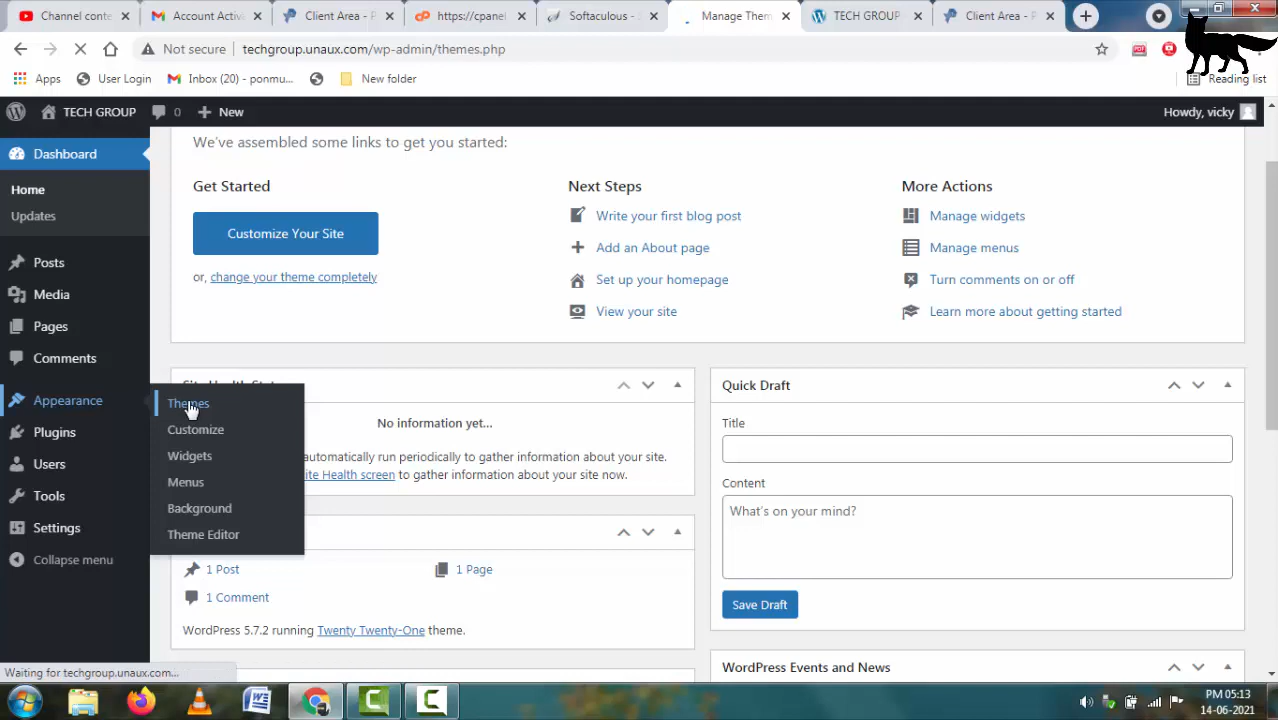 Channel conten
Account Activi
Client Area - P
https://cpa
Softaculous -
Manage Them
TECH GROUP
Client Area - P
Not secure
techgroup.unaux.com/wp-admin/themes.php
Apps
User Login
Inbox (20) - ponmu...
New folder
Reading list
TECH GROUP
0
New
Howdy, vicky
Dashboard
Home
Updates
Posts
Media
Pages
Comments
Appearance
Plugins
Users
Tools
Settings
Collapse menu
Themes
Customize
Widgets
Menus
Background
Theme Editor
We've assembled some links to get you started:
Get Started
Customize Your Site
or, change your theme completely
Next Steps
Write your first blog post
Add an About page
Set up your homepage
View your site
More Actions
Manage widgets
Manage menus
Turn comments on or off
Learn more about getting started
No information yet...
automatically run periodically to gather information about your site.
ite Health screen to gather information about your site now.
1 Post
1 Page
1 Comment
WordPress 5.7.2 running Twenty Twenty-One theme.
Quick Draft
Title
Content
What's on your mind?
Save Draft
WordPress Events and News
Waiting for techgroup.unaux.com...
PM 05:13
14-06-2021